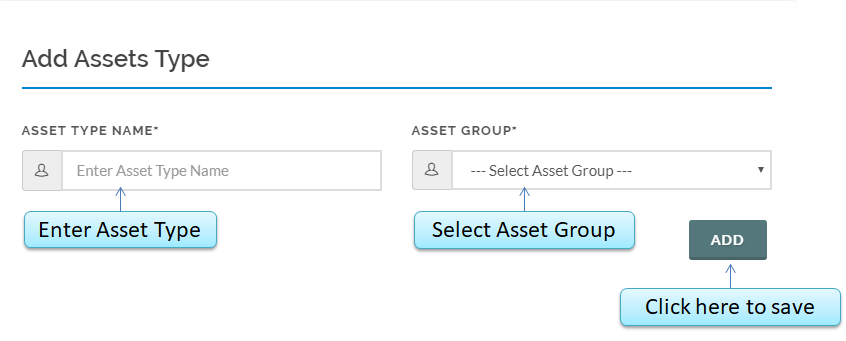 Add Assets Type
ASSET TYPE NAME* ASSET GROUP*
Enter Asset Type Name --- Select Asset Group ---
Enter Asset Type Select Asset Group
ADD
Click here to save